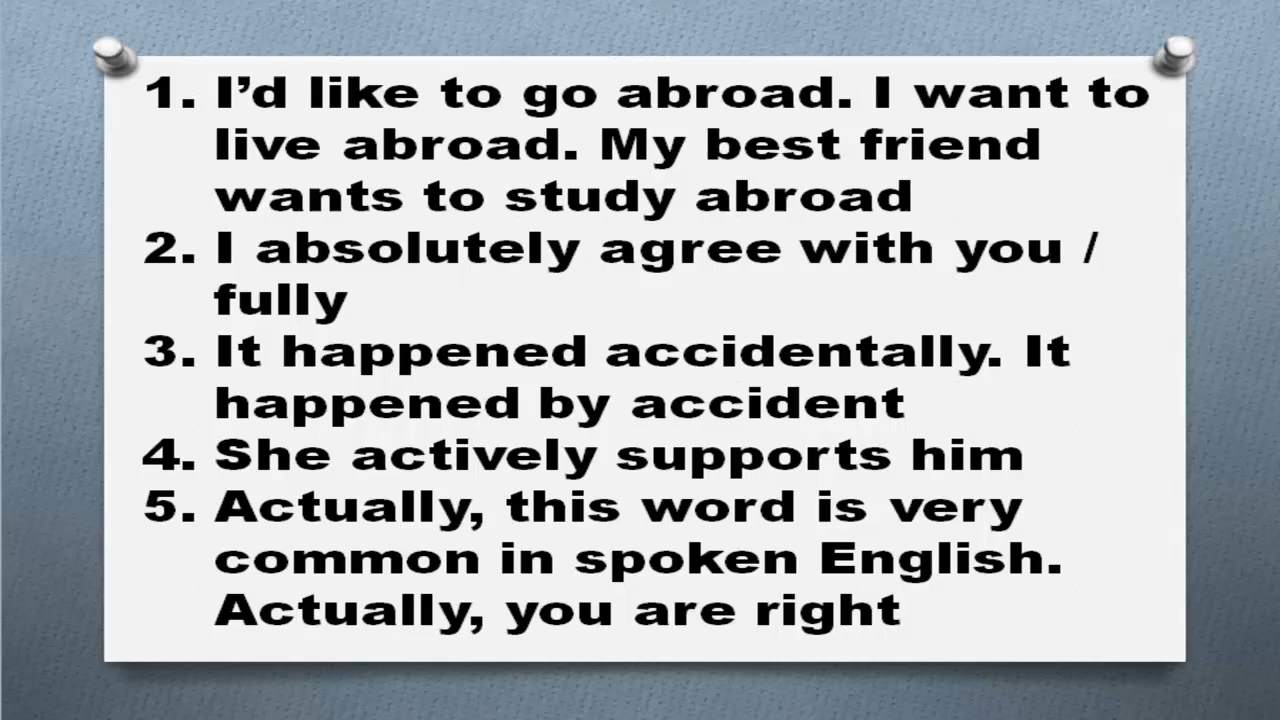 1. I’d like to go abroad. I want to
live abroad. My best friend
wants to study abroad
2. I absolutely agree with you /
fully
3. It happened accidentally. It
happened by accident
4. She actively supports him
5. Actually, this word is very
common in spoken English.
Actually, you are right